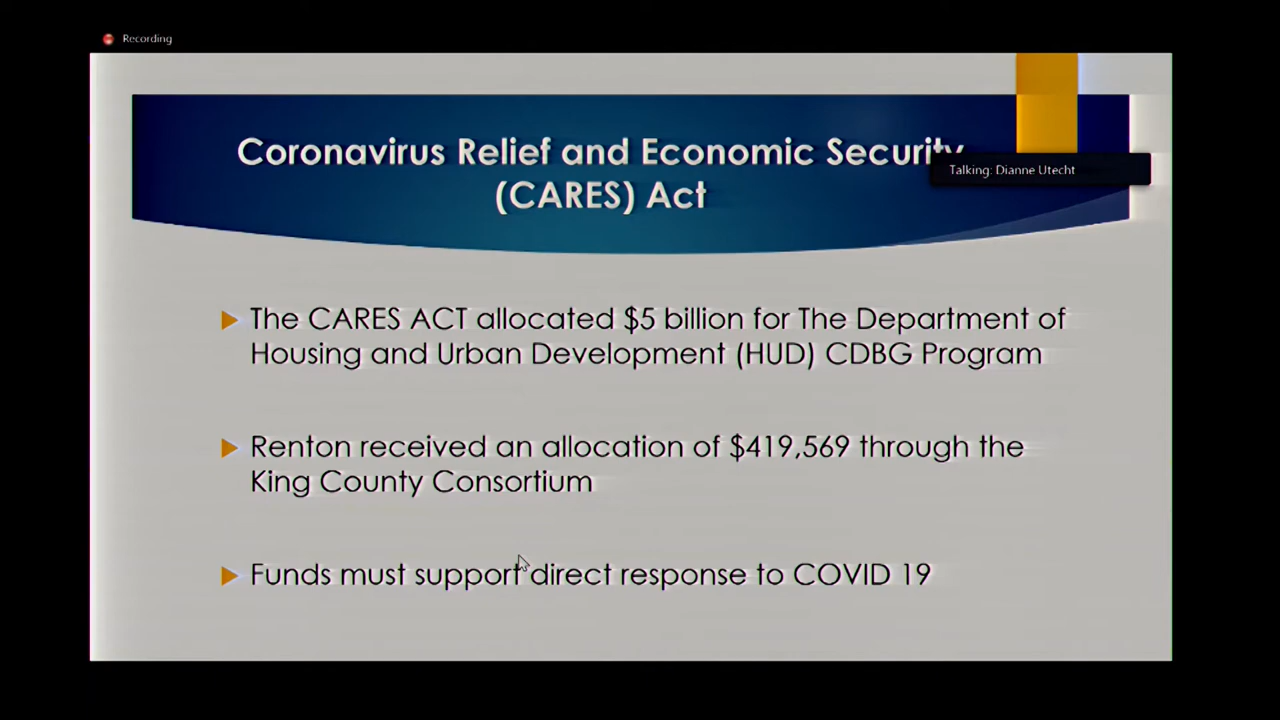 Recording
Coronavirus Relief and Economic Security
(CARES) Act
Talking: Dianne Utecht
The CARES ACT allocated $5 billion for The Department of
Housing and Urban Development (HUD) CDBG Program
Renton received an allocation of $419,569 through the
King County Consortium
Funds must support direct response to COVID 19